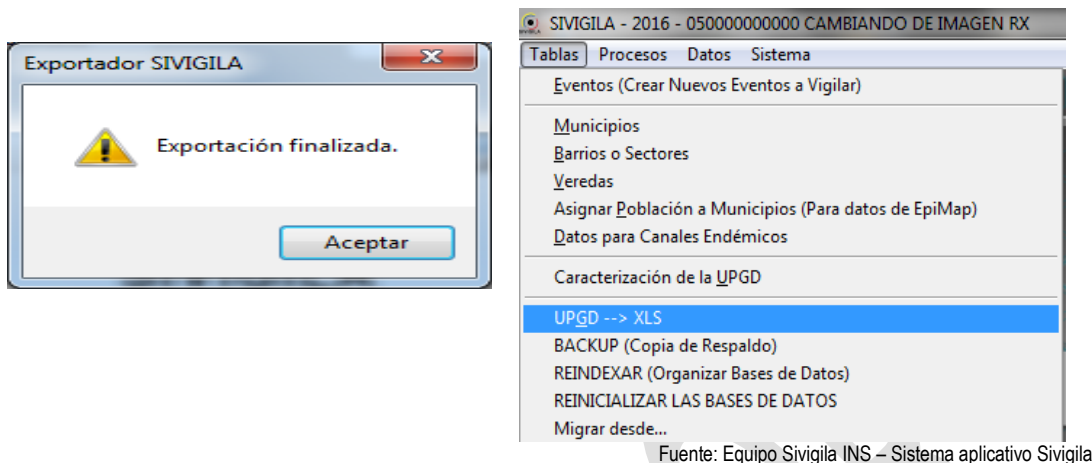 Exportador SIVIGILA
Exportación finalizada.
Aceptar
SIVIGILA - 2016 - 050000000000 CAMBIANDO DE IMAGEN RX
Tablas Procesos Datos Sistema
Eventos (Crear Nuevos Eventos a Vigilar)
Municipios
Barrios o Sectores
Veredas
Asignar Población a Municipios (Para datos de EpiMap)
Datos para Canales Endémicos
Caracterización de la UPGD
UPGD --> XLS
BACKUP (Copia de Respaldo)
REINDEXAR (Organizar Bases de Datos)
REINICIALIZAR LAS BASES DE DATOS
Migrar desde...
Fuente: Equipo Sivigila INS – Sistema aplicativo Sivigila